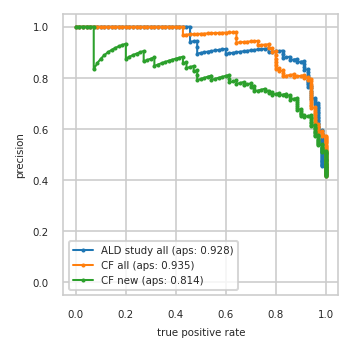 1.0
0.8
0.6
0.4
0.2
0.0
precision
0.0 0.2 0.4 0.6 0.8 1.0
true positive rate
ALD study all (aps: 0.928)
CF all (aps: 0.935)
CF new (aps: 0.814)